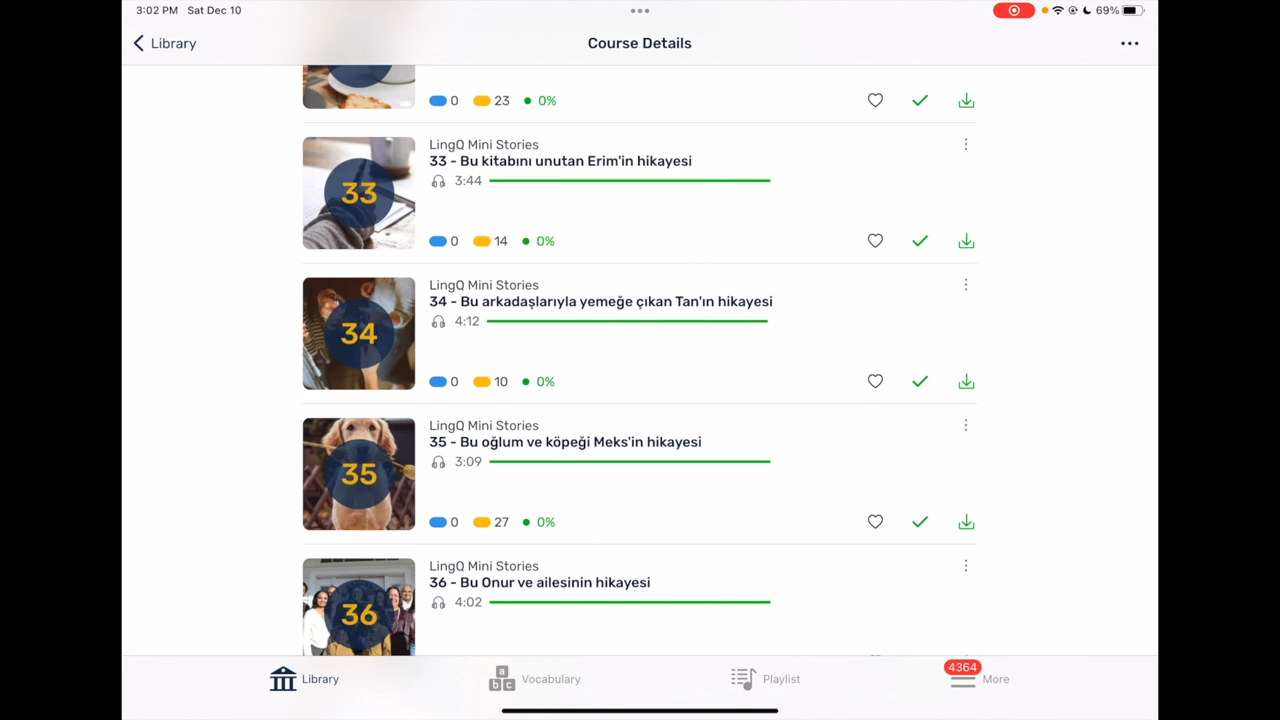 3:02 PM Sat Dec 10
69%
Library
Course Details
0 23 0%
LingQ Mini Stories
33 - Bu kitabını unutan Erim'in hikayesi
3:44
33
0 14 0%
LingQ Mini Stories
34 - Bu arkadaşlarıyla yemeğe çıkan Tan'ın hikayesi
4:12
34
0 10 0%
LingQ Mini Stories
35 - Bu oğlum ve köpeği Meks'in hikayesi
3:09
35
0 27 0%
LingQ Mini Stories
36 - Bu Onur ve ailesinin hikayesi
4:02
36
Library
a b c
Vocabulary
Playlist
4364
More